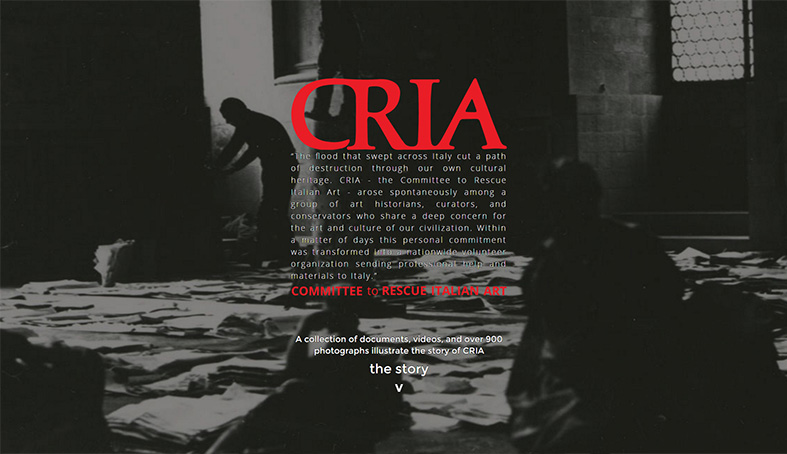 CRIA
"The flood that swept across Italy cut a path
of destruction through our own cultural
heritage. CRIA - the Committee to Rescue
Italian Art - arose spontaneously among a
group of art historians, curators, and
conservators who share a deep concern for
the art and culture of our civilization. Within
a matter of days this personal commitment
was transformed into a nationwide volunteer
organization sending professional help and
materials to Italy."
COMMITTEE to RESCUE ITALIAN ART
A collection of documents, videos, and over 900
photographs illustrate the story of CRIA
the story
v